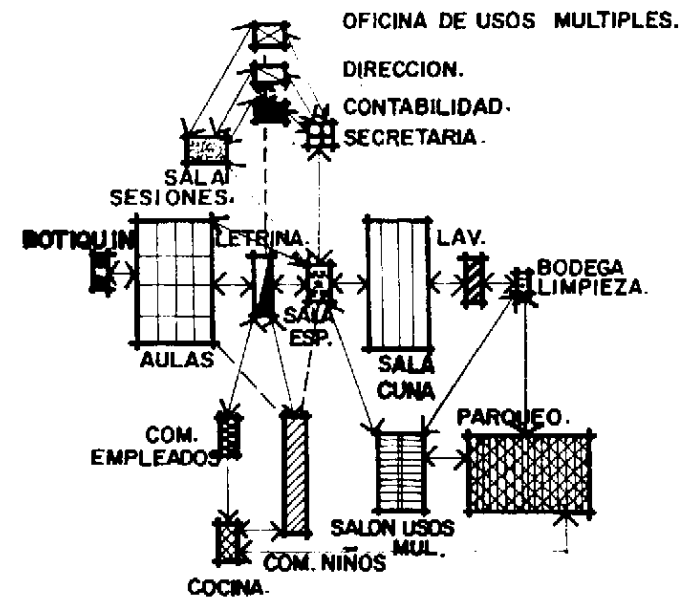 OFICINA DE USOS MULTIPLES.
DIRECCION.
CONTABILIDAD.
SECRETARIA.
SALA
SESIONES.
BOTIQUIN
LETRINA.
LAV.
BODEGA
LIMPIEZA.
SALA
ESP.
AULAS
SALA
CUNA
PARQUEO.
COM.
EMPLEADOS
SALON USOS
MUL.
COM. NIÑOS
COCINA.